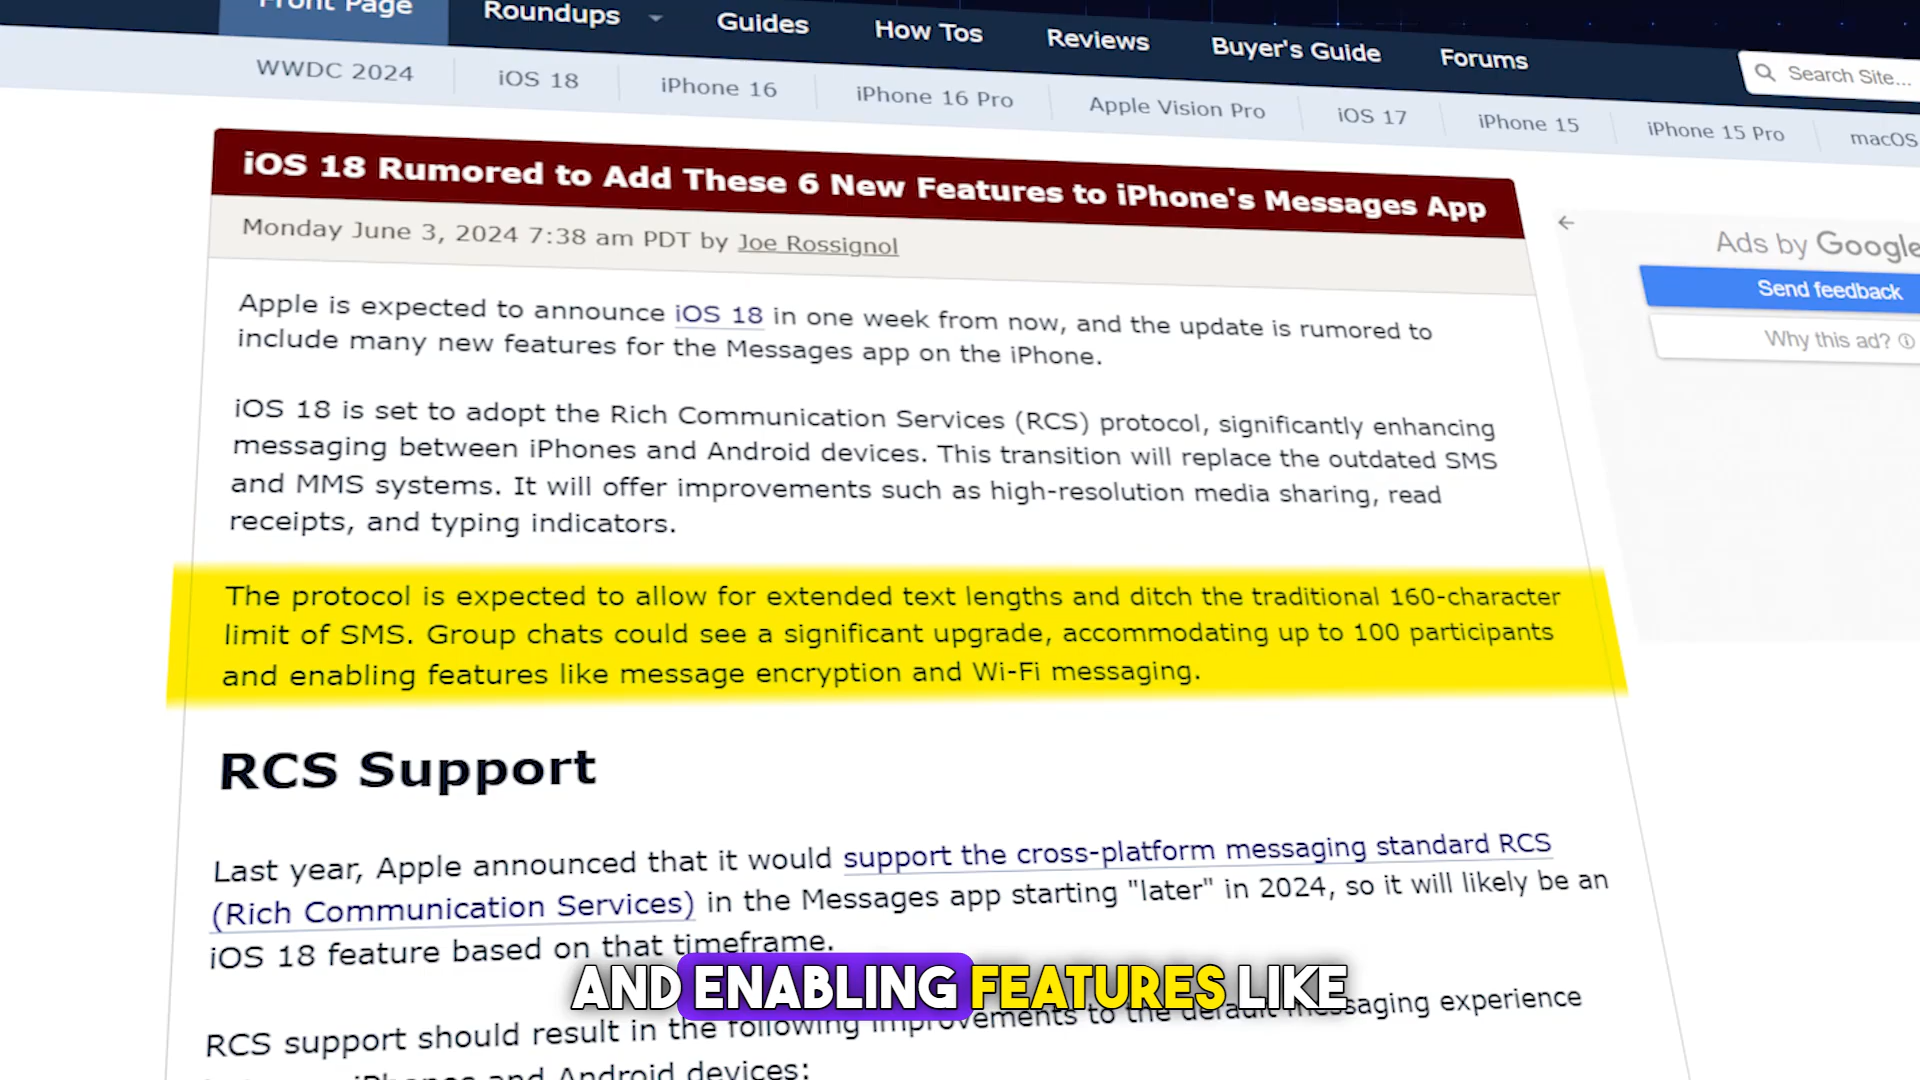 Front Page
Roundups
Guides
How Tos
Reviews
Buyer's Guide
Forums
Search Site...
WWDC 2024
iOS 18
iPhone 16
iPhone 16 Pro
Apple Vision Pro
iOS 17
iPhone 15
iPhone 15 Pro
macOS
iOS 18 Rumored to Add These 6 New Features to iPhone's Messages App
Monday June 3, 2024 7:38 am PDT by Joe Rossignol
Apple is expected to announce iOS 18 in one week from now, and the update is rumored to
include many new features for the Messages app on the iPhone.
iOS 18 is set to adopt the Rich Communication Services (RCS) protocol, significantly enhancing
messaging between iPhones and Android devices. This transition will replace the outdated SMS
and MMS systems. It will offer improvements such as high-resolution media sharing, read
receipts, and typing indicators.
The protocol is expected to allow for extended text lengths and ditch the traditional 160-character
limit of SMS. Group chats could see a significant upgrade, accommodating up to 100 participants
and enabling features like message encryption and Wi-Fi messaging.
RCS Support
Last year, Apple announced that it would support the cross-platform messaging standard RCS
(Rich Communication Services) in the Messages app starting "later" in 2024, so it will likely be an
iOS 18 feature based on that timeframe.
AND ENABLING FEATURES LIKE
RCS support should result in the following improvements to the default messaging experience
iPhones and Android devices:
Ads by Google
Send feedback
Why this ad?